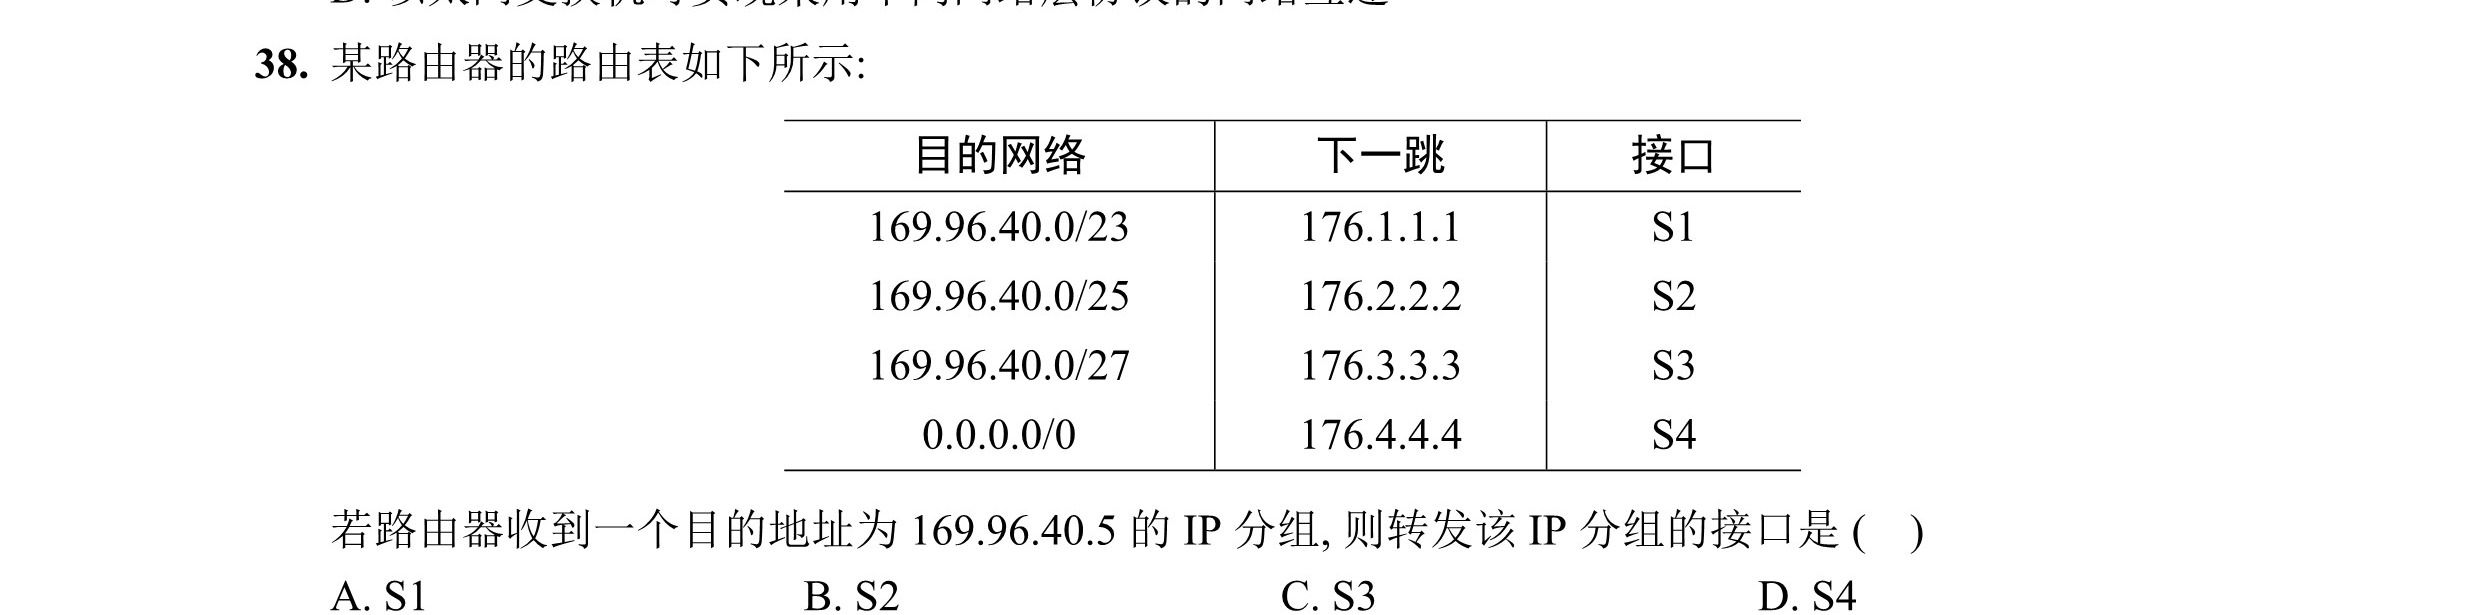 38. 某路由器的路由表如下所示:
目的网络 下一跳 接口
169.96.40.0/23 176.1.1.1 S1
169.96.40.0/25 176.2.2.2 S2
169.96.40.0/27 176.3.3.3 S3
0.0.0.0/0 176.4.4.4 S4
若路由器收到一个目的地址为 169.96.40.5 的 IP 分组, 则转发该 IP 分组的接口是 ( )
A. S1 B. S2 C. S3 D. S4